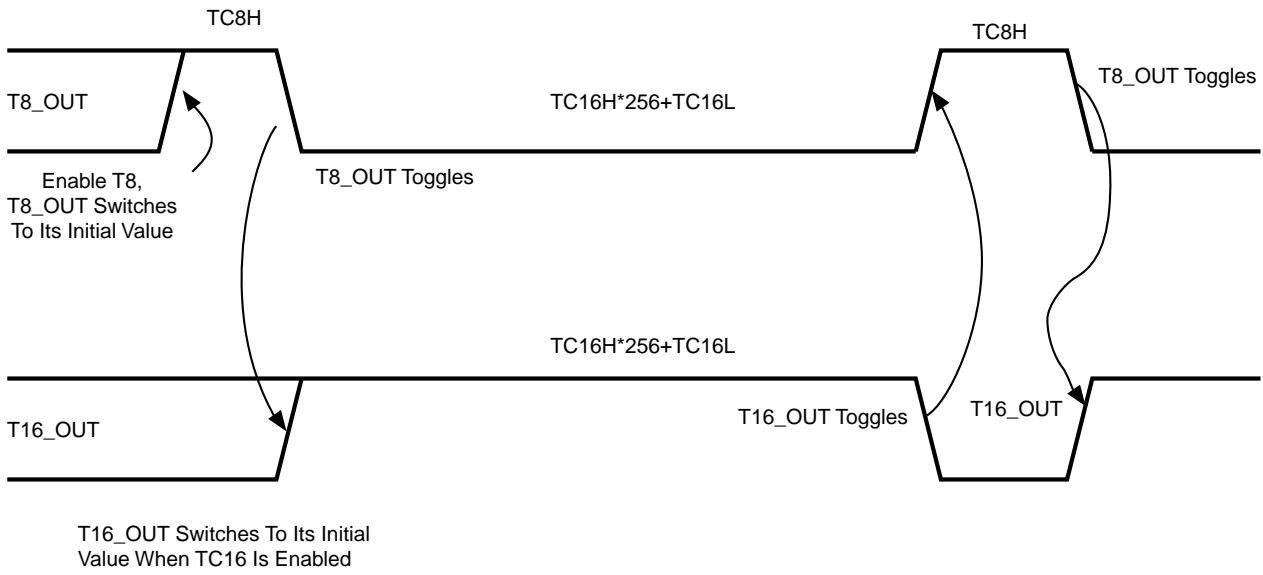 TC8H
TC8H
T8_OUT
TC16H*256+TC16L
T8_OUT Toggles
Enable T8,
T8_OUT Switches
To Its Initial Value
T8_OUT Toggles
TC16H*256+TC16L
T16_OUT
T16_OUT Toggles
T16_OUT
T16_OUT Switches To Its Initial
Value When TC16 Is Enabled